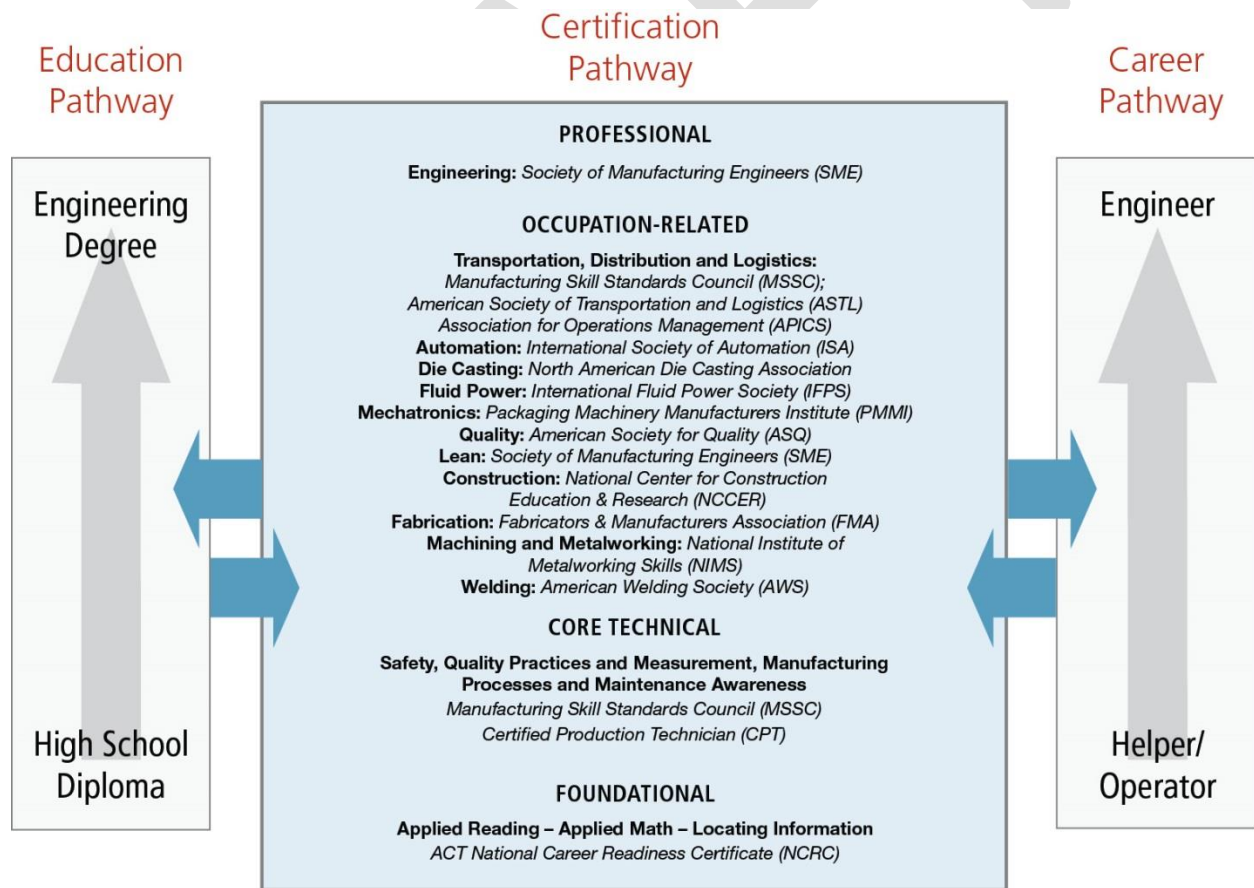 Education
Pathway
Certification
Pathway
Career
Pathway
Engineering
Degree
High School
Diploma
PROFESSIONAL
Engineering: Society of Manufacturing Engineers (SME)
OCCUPATION-RELATED
Transportation, Distribution and Logistics:
Manufacturing Skill Standards Council (MSSC);
American Society of Transportation and Logistics (ASTL)
Association for Operations Management (APICS)
Automation: International Society of Automation (ISA)
Die Casting: North American Die Casting Association
Fluid Power: International Fluid Power Society (IFPS)
Mechatronics: Packaging Machinery Manufacturers Institute (PMMI)
Quality: American Society for Quality (ASQ)
Lean: Society of Manufacturing Engineers (SME)
Construction: National Center for Construction
Education & Research (NCCER)
Fabrication: Fabricators & Manufacturers Association (FMA)
Machining and Metalworking: National Institute of
Metalworking Skills (NIMS)
Welding: American Welding Society (AWS)
CORE TECHNICAL
Safety, Quality Practices and Measurement, Manufacturing
Processes and Maintenance Awareness
Manufacturing Skill Standards Council (MSSC)
Certified Production Technician (CPT)
FOUNDATIONAL
Applied Reading – Applied Math – Locating Information
ACT National Career Readiness Certificate (NCRC)
Engineer
Helper/
Operator